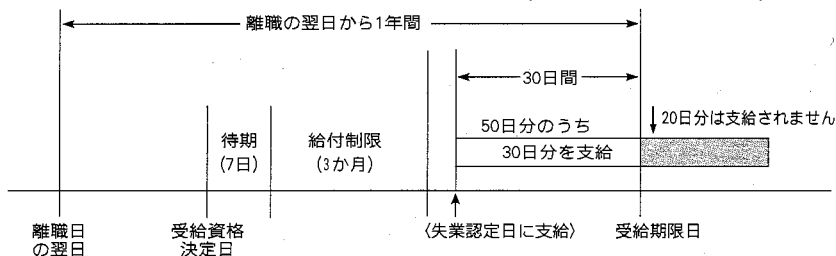 離職の翌日から1年間
30日間
20日分は支給されません
50日分のうち
30日分を支給
待期
(7日)
給付制限
(3か月)
離職日
の翌日
受給資格
決定日
〈失業認定日に支給〉
受給期限日